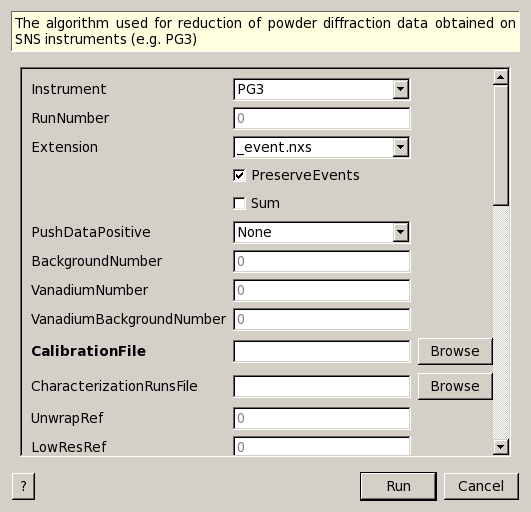 The algorithm used for reduction of powder diffraction data obtained on
SNS instruments (e.g. PG3)
Instrument PG3
RunNumber 0
Extension _event.nxs
PreserveEvents
Sum
PushDataPositive None
BackgroundNumber 0
VanadiumNumber 0
VanadiumBackgroundNumber 0
CalibrationFile Browse
CharacterizationRunsFile Browse
UnwrapRef 0
LowResRef 0
? Run Cancel